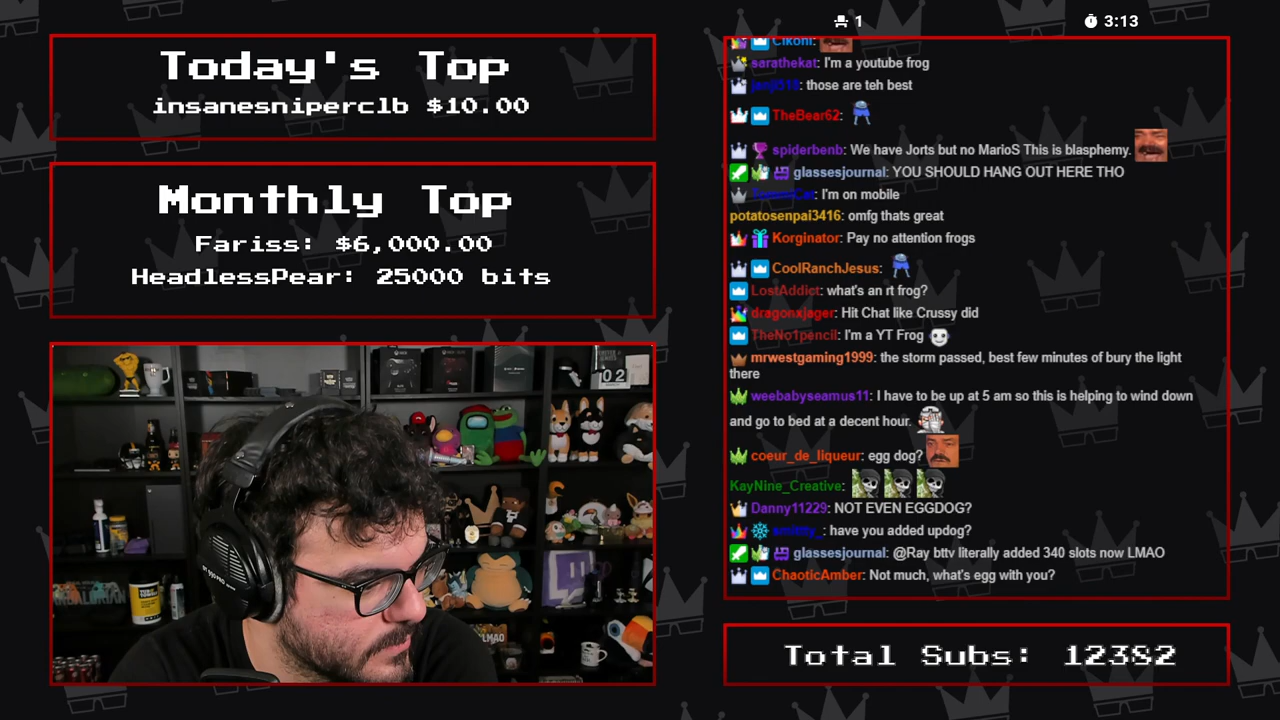 1
3:13
Today's Top
insanesniperclb $10.00
Monthly Top
Fariss: $6,000.00
HeadlessPear: 25000 bits
Cikoni:
sarathekat: I'm a youtube frog
those are teh best
TheBear62:
spiderbenb: We have Jorts but no MarioS This is blasphemy.
glassesjournal: YOU SHOULD HANG OUT HERE THO
I'm on mobile
potatosenpai3416: omfg thats great
Korginator: Pay no attention frogs
CoolRanchJesus:
LostAddict: what's an rt frog?
dragonxjager: Hit Chat like Crussy did
TheNo1pencil: I'm a YT Frog
mrwestgaming1999: the storm passed, best few minutes of bury the light
there
weebabyseamus11: I have to be up at 5 am so this is helping to wind down
and go to bed at a decent hour.
coeur_de_liqueur: egg dog?
KayNine_Creative:
Danny11229: NOT EVEN EGGDOG?
have you added updog?
glassesjournal: @Ray bttv literally added 340 slots now LMAO
ChaoticAmber: Not much, what's egg with you?
LMAO
Total Subs: 12382